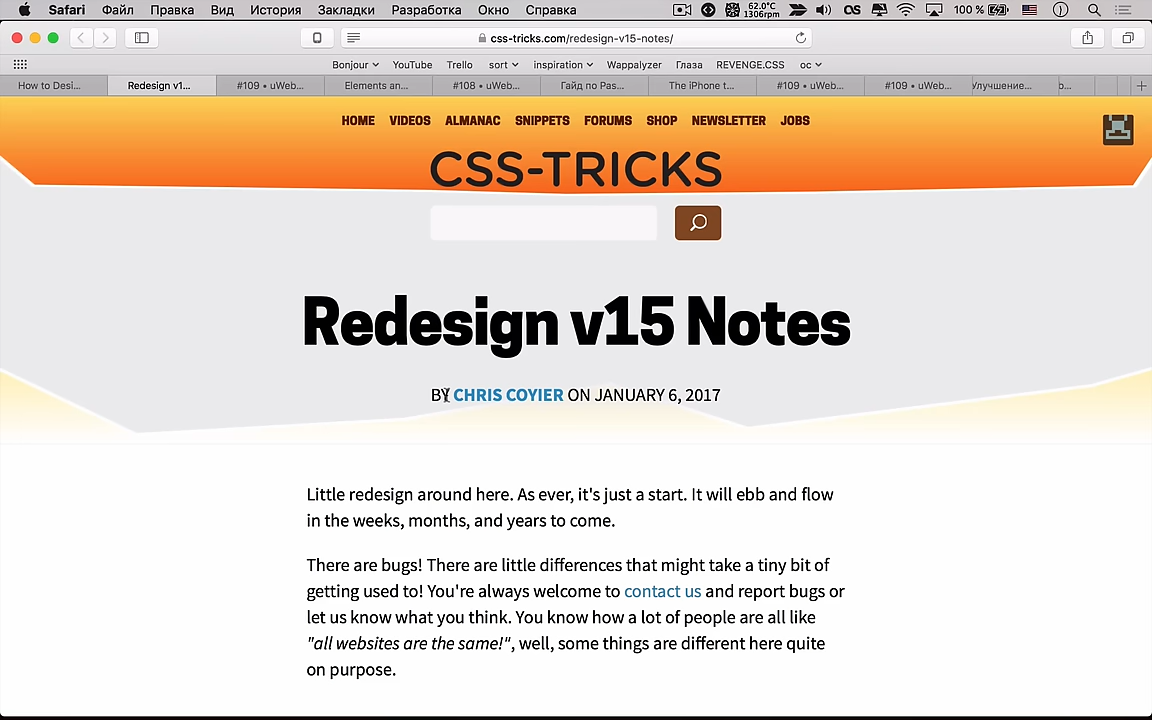 Safari Файл Правка Вид История Закладки Разработка Окно Справка 62.0°C 1306rpm 100 %
css-tricks.com/redesign-v15-notes/
Bonjour YouTube Trello sort inspiration Wappalyzer Глаза REVENGE.CSS ос
How to Desi... Redesign v1... #109 • uWeb... Elements an... #108 • uWeb... Гайд по Pas... The iPhone t... #109 • uWeb... #109 • uWeb... Улучшение... b...
HOME VIDEOS ALMANAC SNIPPETS FORUMS SHOP NEWSLETTER JOBS
CSS-TRICKS
Redesign v15 Notes
BY CHRIS COYIER ON JANUARY 6, 2017
Little redesign around here. As ever, it's just a start. It will ebb and flow
in the weeks, months, and years to come.
There are bugs! There are little differences that might take a tiny bit of
getting used to! You're always welcome to contact us and report bugs or
let us know what you think. You know how a lot of people are all like
"all websites are the same!", well, some things are different here quite
on purpose.